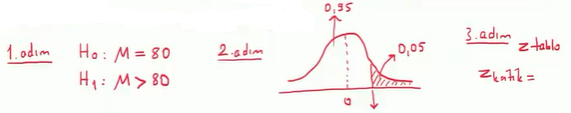 1.adım
H₀: M = 80
H₁: M > 80
2.adım
0,95
0,05
0
3.adım z tablo
Zkritik =